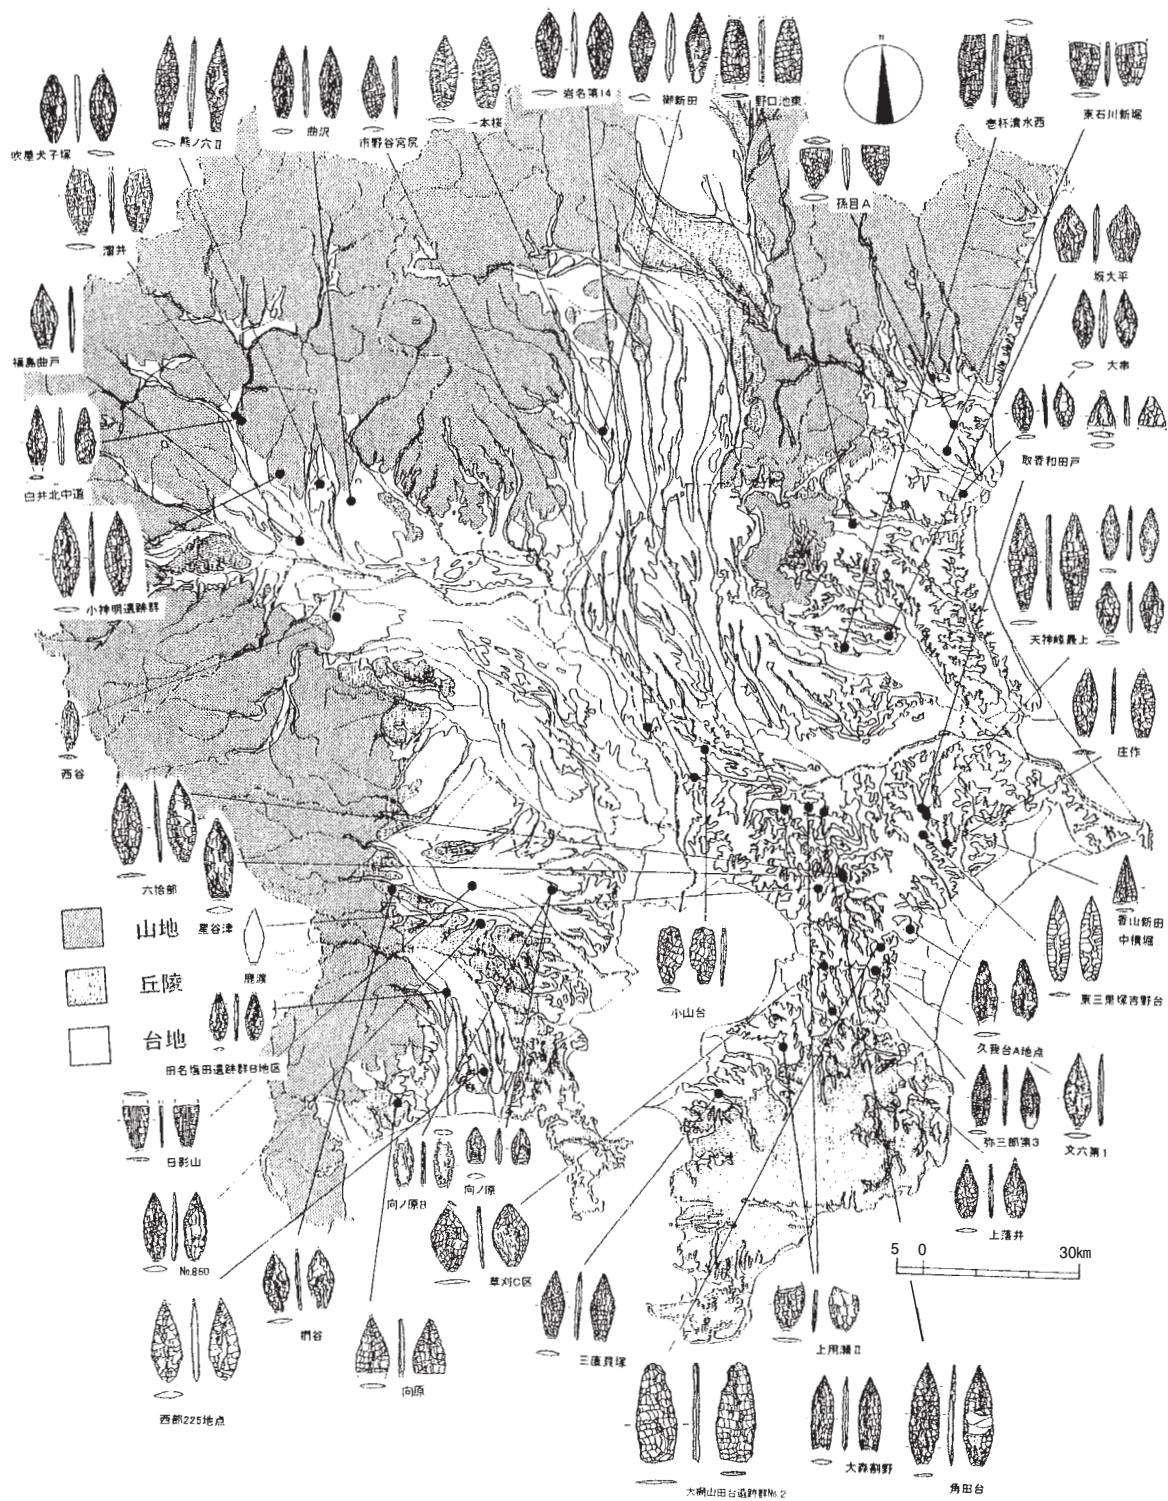 岩名第14
御新田
野口池東
壱杯清水西
東石川新堀
吹屋犬子塚
熊ノ穴Ⅱ
曲沢
市野谷宮尻
一本桜
孫目A
溜井
坂大平
福島曲戸
大串
白井北中道
取香和田戸
小神明遺跡群
天神峰最上
西谷
庄作
六拾部
星谷津
香山新田
中横堀
山地
鹿渡
丘陵
小山台
東三里塚吉野台
台地
田名塩田遺跡群B地区
久我台A地点
日影山
弥三郎第3
文六第1
向ノ原B
向ノ原
上落井
5 0 30km
No.860
草刈C区
椚谷
三直貝塚
上用瀬Ⅱ
向原
西部225地点
大森割野
角田台
大網山田台遺跡群No.2
N